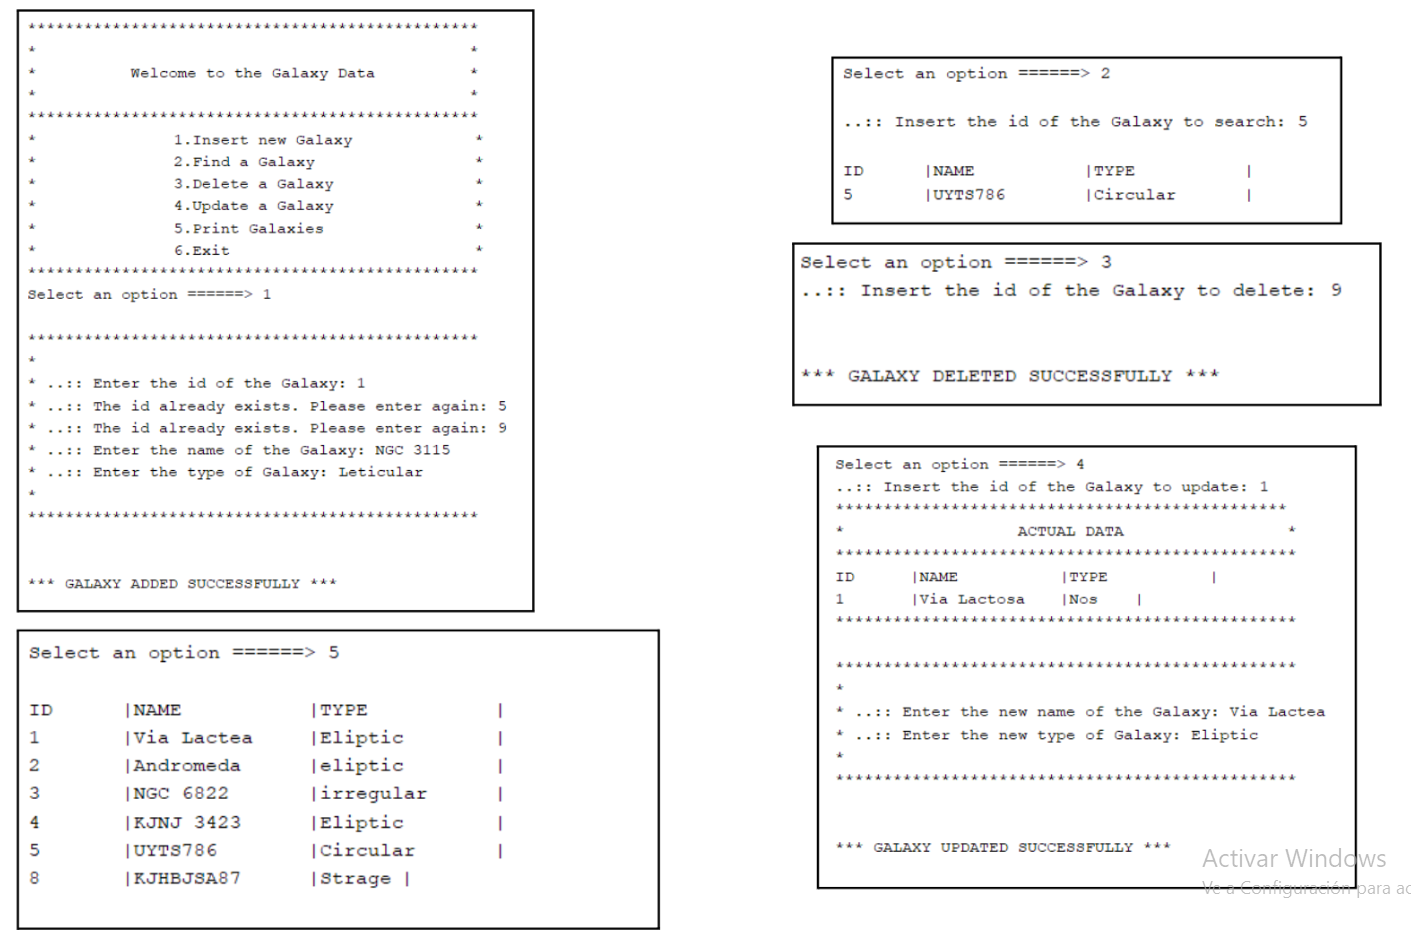 ************************************************
*                                              *
*          Welcome to the Galaxy Data          *
*                                              *
************************************************
*               1.Insert new Galaxy             *
*               2.Find a Galaxy                 *
*               3.Delete a Galaxy               *
*               4.Update a Galaxy               *
*               5.Print Galaxies                *
*               6.Exit                          *
************************************************
Select an option ======> 1
************************************************
*
* ..:: Enter the id of the Galaxy: 1
* ..:: The id already exists. Please enter again: 5
* ..:: The id already exists. Please enter again: 9
* ..:: Enter the name of the Galaxy: NGC 3115
* ..:: Enter the type of Galaxy: Leticular
*
************************************************
*** GALAXY ADDED SUCCESSFULLY ***
Select an option ======> 5
ID      |NAME           |TYPE           |
1       |Via Lactea     |Eliptic        |
2       |Andromeda      |eliptic        |
3       |NGC 6822       |irregular      |
4       |KJNJ 3423      |Eliptic        |
5       |UYTS786        |Circular       |
8       |KJHBJSA87      |Strage |
Select an option ======> 2
..:: Insert the id of the Galaxy to search: 5
ID      |NAME           |TYPE           |
5       |UYTS786        |Circular       |
Select an option ======> 3
..:: Insert the id of the Galaxy to delete: 9
*** GALAXY DELETED SUCCESSFULLY ***
Select an option ======> 4
..:: Insert the id of the Galaxy to update: 1
***********************************************
*                  ACTUAL DATA                 *
************************************************
ID      |NAME           |TYPE           |
1       |Via Lactosa    |Nos    |
************************************************
************************************************
*
* ..:: Enter the new name of the Galaxy: Via Lactea
* ..:: Enter the new type of Galaxy: Eliptic
*
************************************************
*** GALAXY UPDATED SUCCESSFULLY ***
Activar Windows
Ve a Configuración para ac